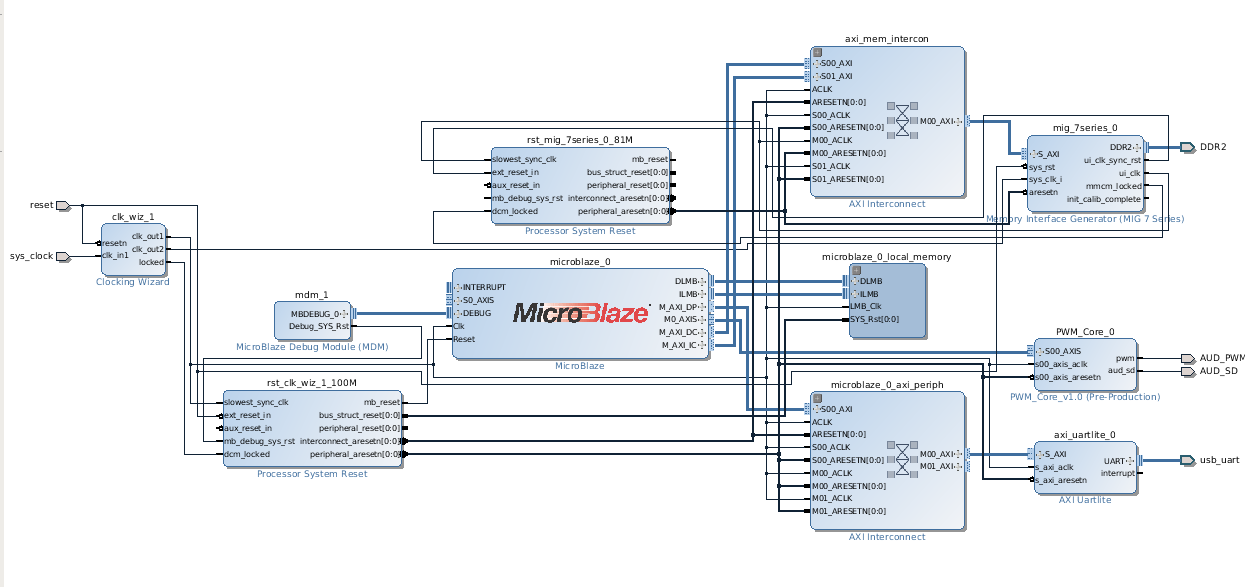 axi_mem_intercon
S00_AXI
S01_AXI
ACLK
ARESETN[0:0]
S00_ACLK
S00_ARESETN[0:0]
M00_ACLK
M00_ARESETN[0:0]
S01_ACLK
S01_ARESETN[0:0]
M00_AXI
AXI Interconnect
mig_7series_0
S_AXI
sys_rst
sys_clk_i
aresetn
DDR2
ui_clk_sync_rst
ui_clk
mmcm_locked
init_calib_complete
Memory Interface Generator (MIG 7 Series)
DDR2
rst_mig_7series_0_81M
slowest_sync_clk
ext_reset_in
aux_reset_in
mb_debug_sys_rst
dcm_locked
mb_reset
bus_struct_reset[0:0]
peripheral_reset[0:0]
interconnect_aresetn[0:0]
peripheral_aresetn[0:0]
Processor System Reset
reset
sys_clock
clk_wiz_1
resetn
clk_in1
clk_out1
clk_out2
locked
Clocking Wizard
mdm_1
MBDEBUG_0
Debug_SYS_Rst
MicroBlaze Debug Module (MDM)
microblaze_0
INTERRUPT
S0_AXIS
DEBUG
Clk
Reset
MicroBlaze
DLMB
ILMB
M_AXI_DP
M0_AXIS
M_AXI_DC
M_AXI_IC
MicroBlaze
microblaze_0_local_memory
DLMB
ILMB
LMB_Clk
SYS_Rst[0:0]
PWM_Core_0
S00_AXIS
s00_axis_aclk
s00_axis_aresetn
pwm
aud_sd
PWM_Core_v1.0 (Pre-Production)
AUD_PWM
AUD_SD
rst_clk_wiz_1_100M
slowest_sync_clk
ext_reset_in
aux_reset_in
mb_debug_sys_rst
dcm_locked
mb_reset
bus_struct_reset[0:0]
peripheral_reset[0:0]
interconnect_aresetn[0:0]
peripheral_aresetn[0:0]
Processor System Reset
microblaze_0_axi_periph
S00_AXI
ACLK
ARESETN[0:0]
S00_ACLK
S00_ARESETN[0:0]
M00_ACLK
M00_ARESETN[0:0]
M01_ACLK
M01_ARESETN[0:0]
M00_AXI
M01_AXI
AXI Interconnect
axi_uartlite_0
S_AXI
s_axi_aclk
s_axi_aresetn
UART
interrupt
AXI Uartlite
usb_uart